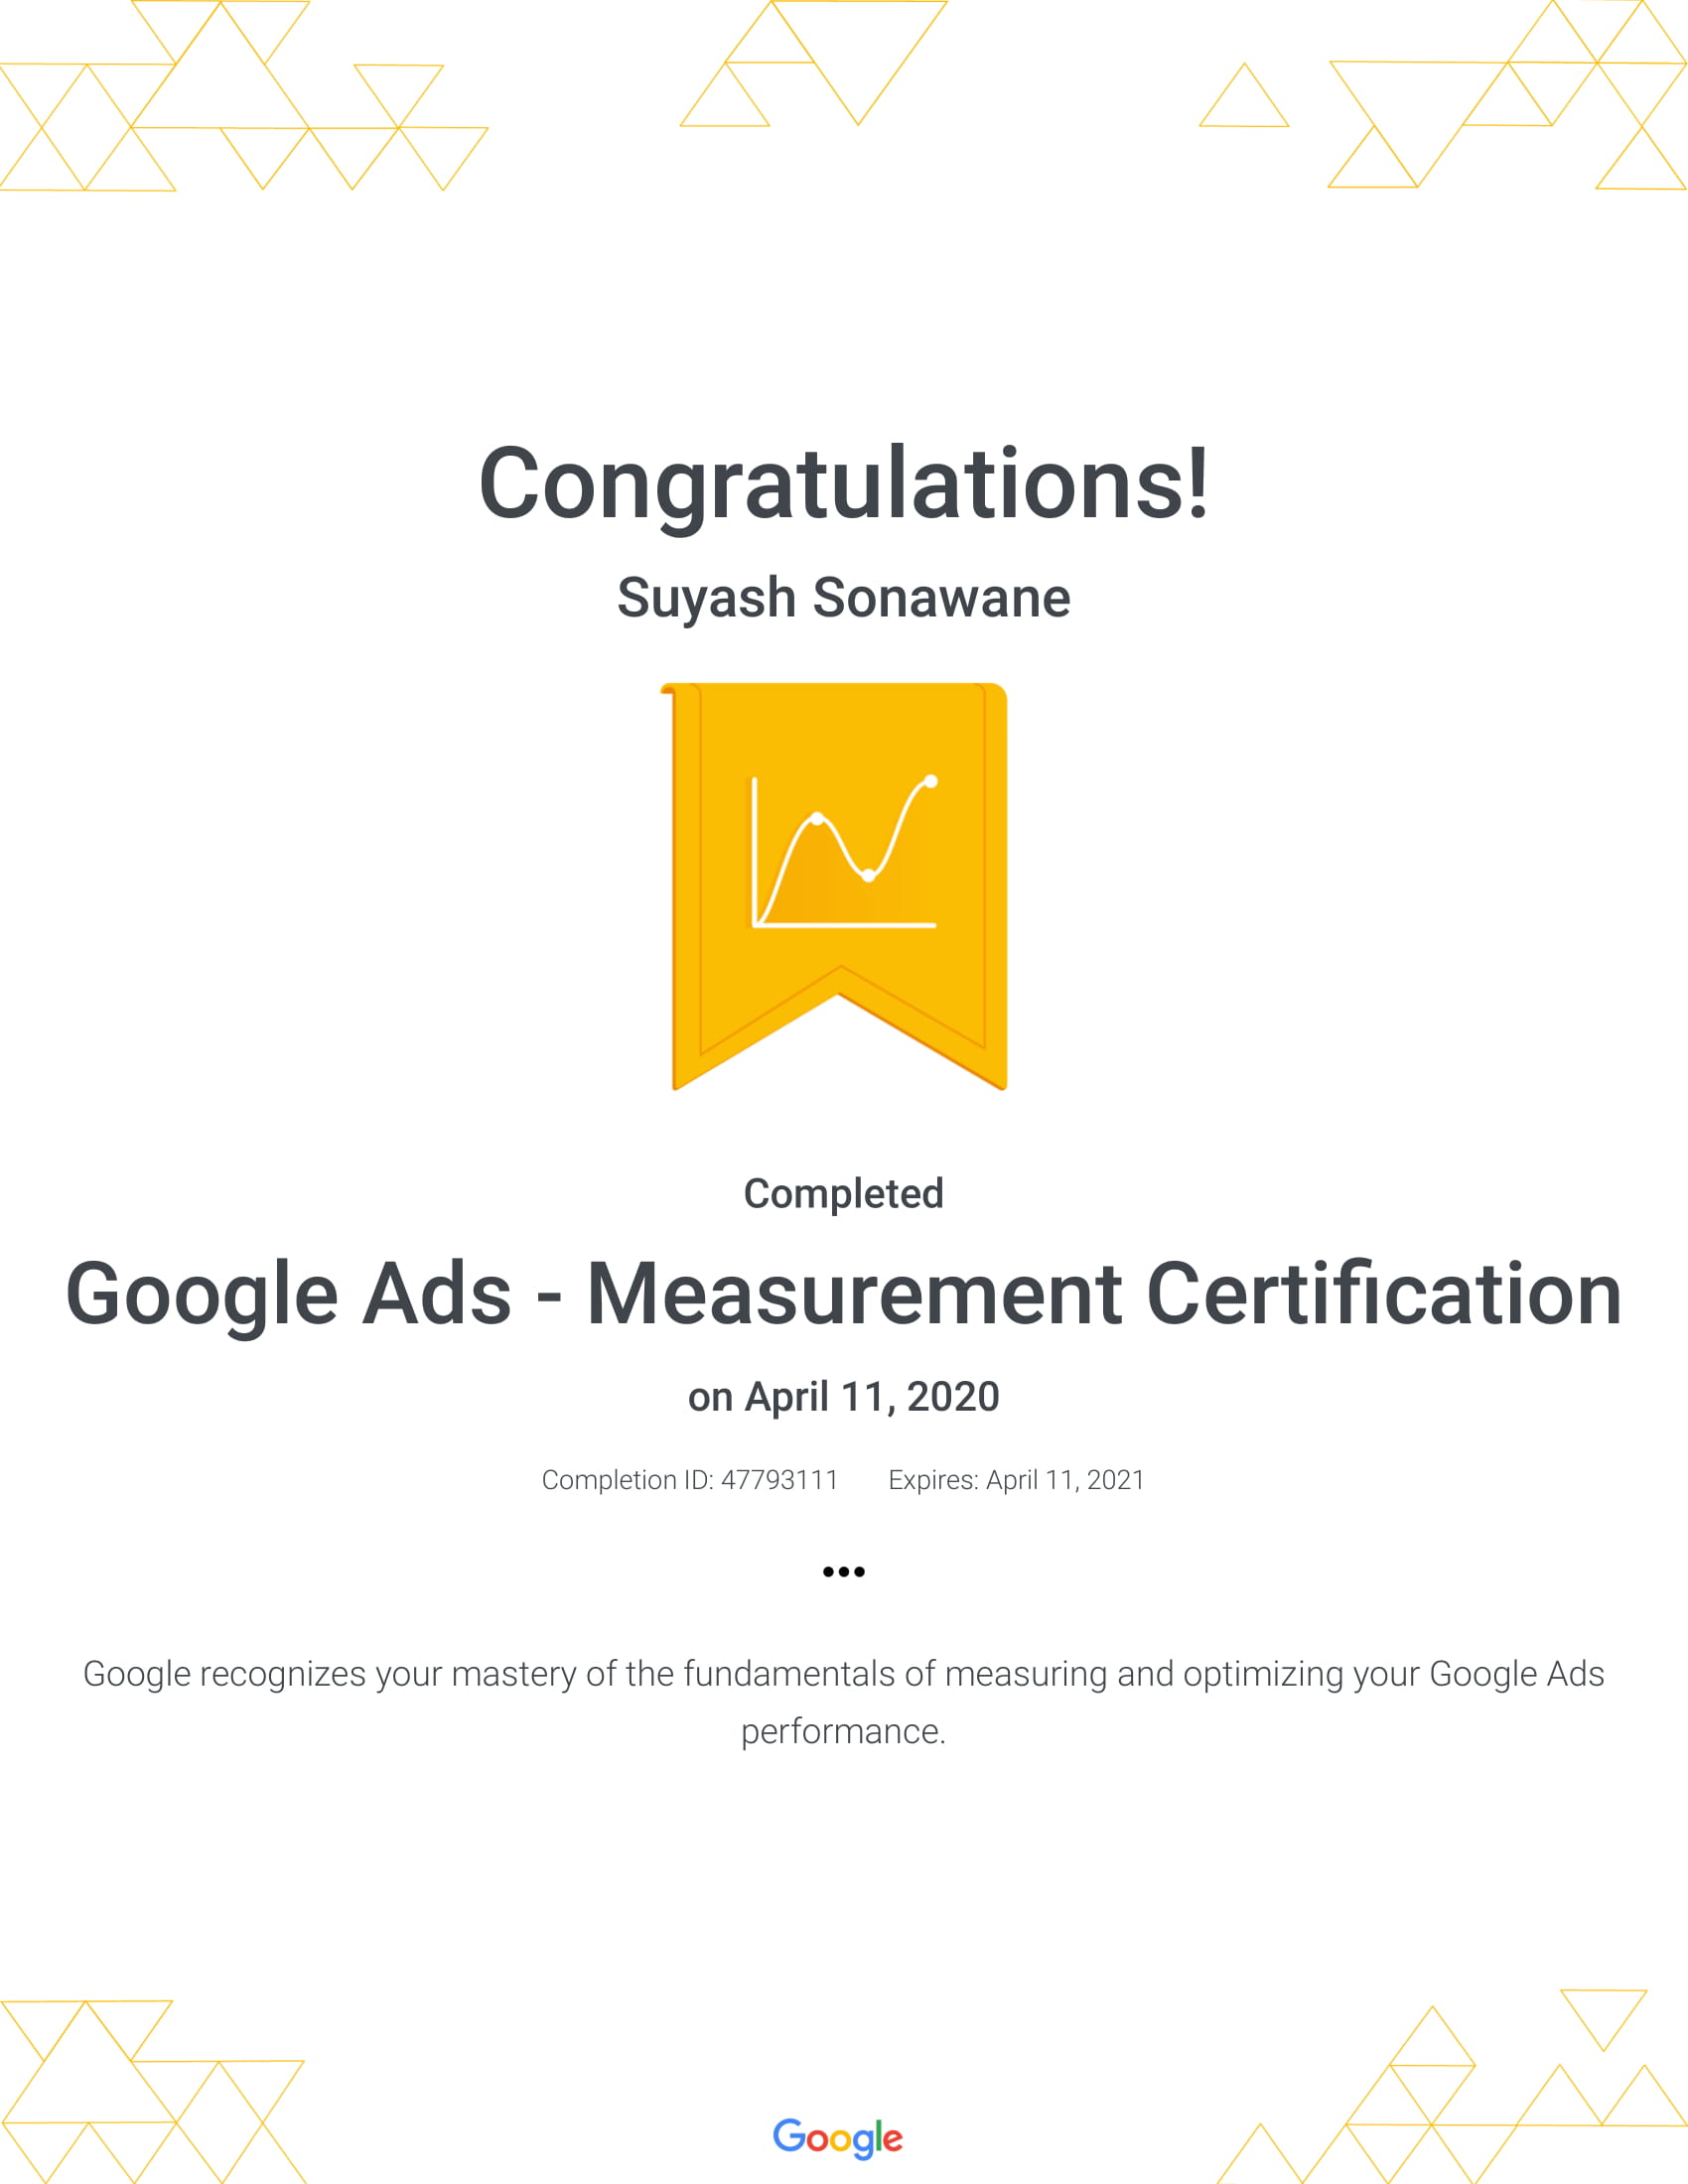 Congratulations!
Suyash Sonawane
Completed
Google Ads - Measurement Certification
on April 11, 2020
Completion ID: 47793111 Expires: April 11, 2021
•••
Google recognizes your mastery of the fundamentals of measuring and optimizing your Google Ads
performance.
Google